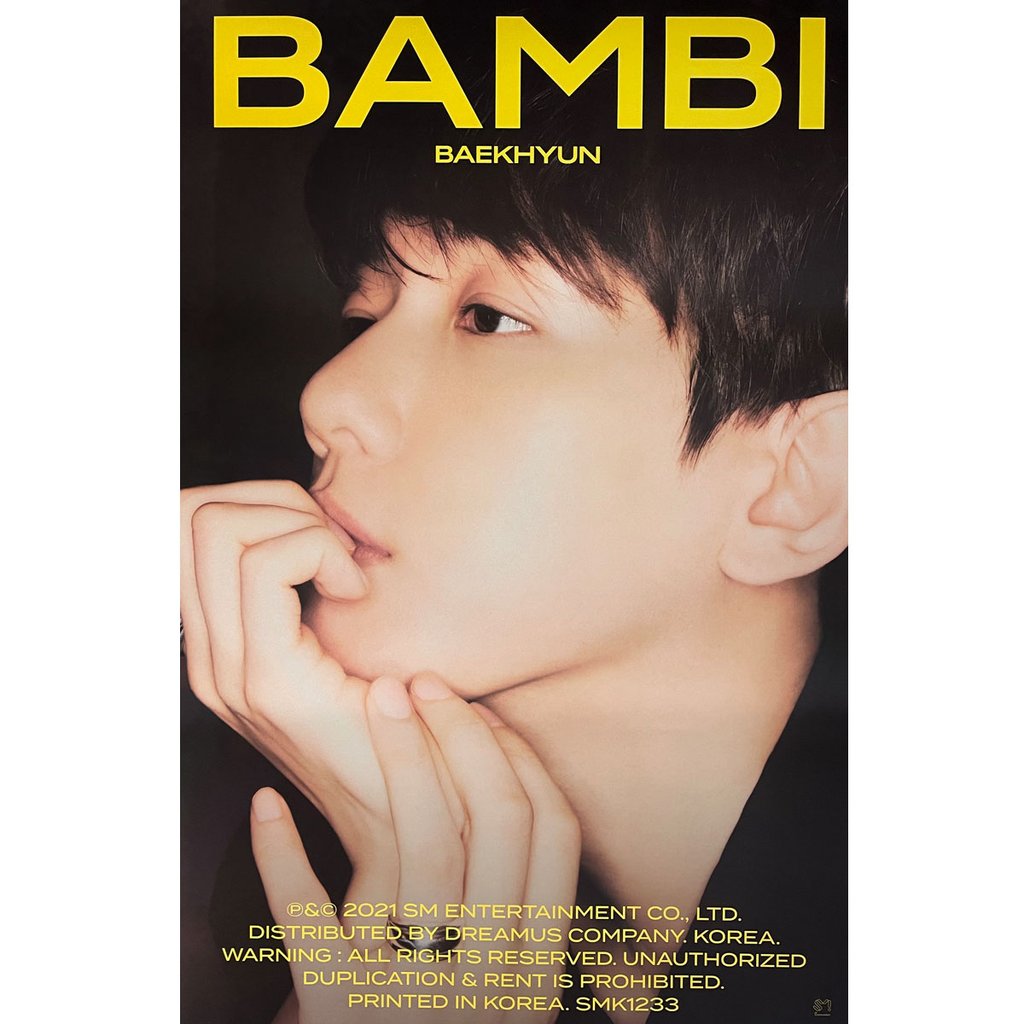 BAMBI
BAEKHYUN
℗&© 2021 SM ENTERTAINMENT CO., LTD.
DISTRIBUTED BY DREAMUS COMPANY. KOREA.
WARNING : ALL RIGHTS RESERVED. UNAUTHORIZED
DUPLICATION & RENT IS PROHIBITED.
PRINTED IN KOREA. SMK1233
SM